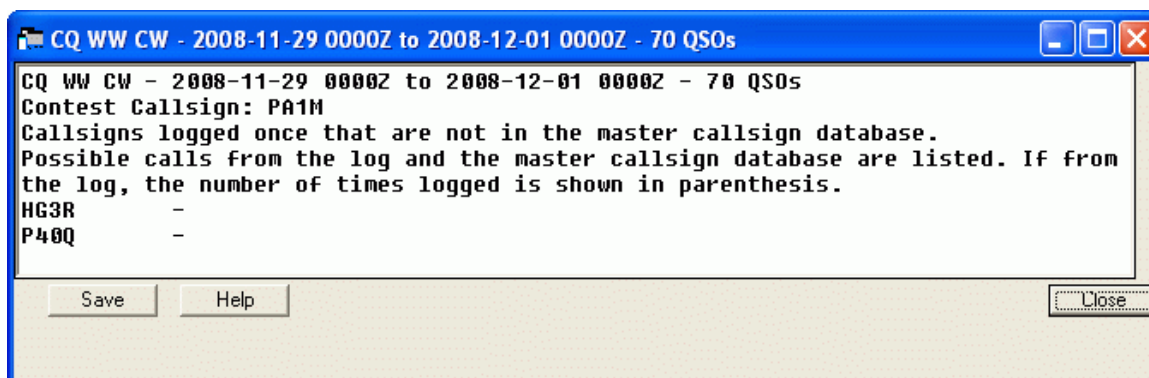 CQ WW CW - 2008-11-29 0000Z to 2008-12-01 0000Z - 70 QSOs
CQ WW CW - 2008-11-29 0000Z to 2008-12-01 0000Z - 70 QSOs
Contest Callsign: PA1M
Callsigns logged once that are not in the master callsign database.
Possible calls from the log and the master callsign database are listed. If from
the log, the number of times logged is shown in parenthesis.
HG3R -
P40Q -
Save Help Close